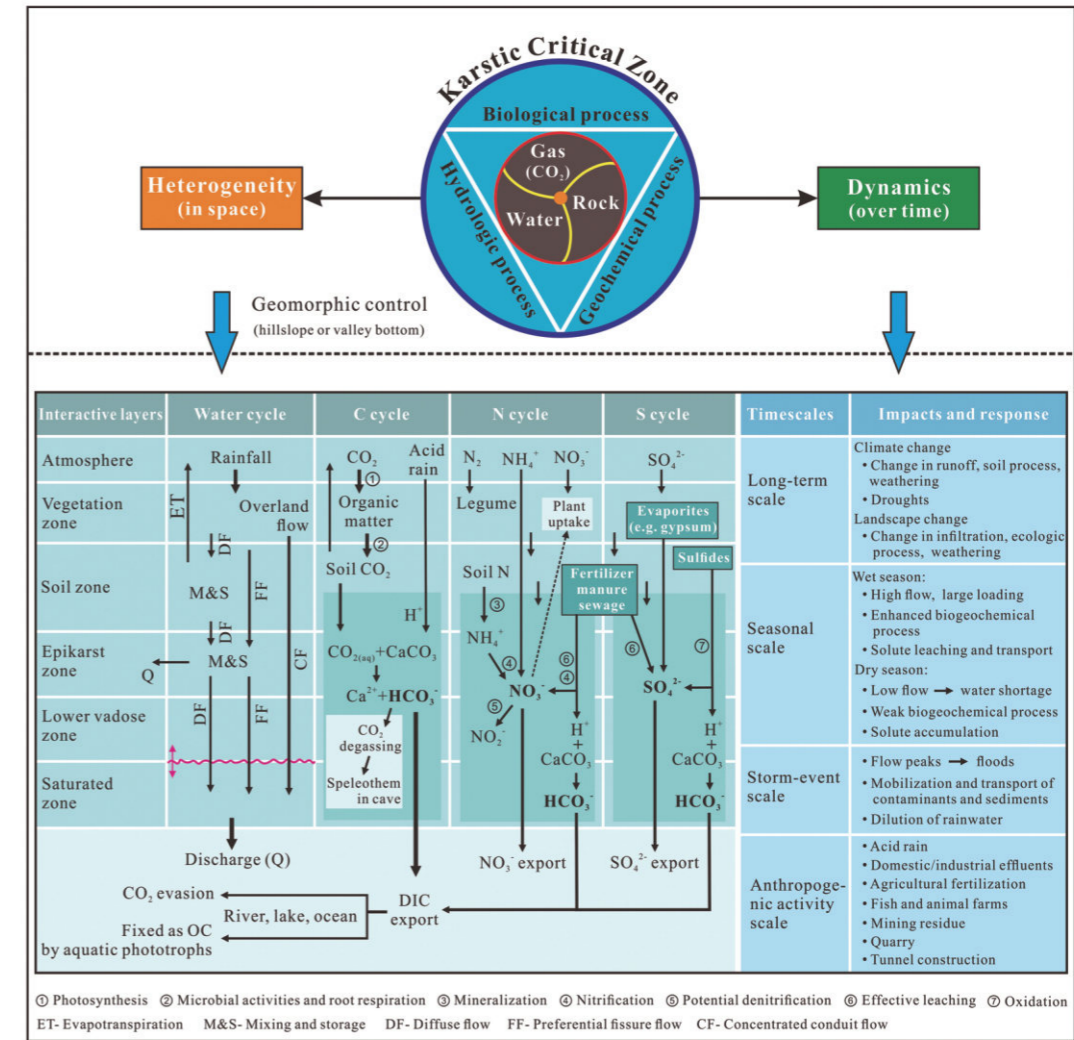 Karstic Critical Zone
Biological process
Hydrologic process
Geochemical process
Gas
(CO₂)
Water
Rock
Heterogeneity
(in space)
Dynamics
(over time)
Geomorphic control
(hillslope or valley bottom)
Interactive layers
Water cycle
C cycle
N cycle
S cycle
Timescales
Impacts and response
Atmosphere
Vegetation
zone
Soil zone
Epikarst
zone
Lower vadose
zone
Saturated
zone
Rainfall
Overland
flow
ET
DF
M&S
FF
DF
M&S
CF
Q
DF
FF
Discharge (Q)
CO₂
Acid
rain
①
Organic
matter
②
Soil CO₂
H⁺
CO₂(aq)+CaCO₃
Ca²⁺+HCO₃⁻
CO₂
degassing
Speleothem
in cave
DIC
export
CO₂ evasion
River, lake, ocean
Fixed as OC
by aquatic phototrophs
N₂
NH₄⁺
NO₃⁻
Legume
Plant
uptake
Soil N
③
NH₄⁺
④
NO₃⁻
⑤
NO₂⁻
Fertilizer
manure
sewage
⑥
④
H⁺
+
CaCO₃
HCO₃⁻
NO₃⁻ export
SO₄²⁻
Evaporites
(e.g. gypsum)
Sulfides
⑥
⑦
SO₄²⁻
H⁺
+
CaCO₃
HCO₃⁻
SO₄²⁻ export
Long-term
scale
Climate change
• Change in runoff, soil process,
weathering
• Droughts
Landscape change
• Change in infiltration, ecologic
process, weathering
Seasonal
scale
Wet season:
• High flow, large loading
• Enhanced biogeochemical
process
• Solute leaching and transport
Dry season:
• Low flow → water shortage
• Weak biogeochemical process
• Solute accumulation
Storm-event
scale
• Flow peaks → floods
• Mobilization and transport of
contaminants and sediments
• Dilution of rainwater
Anthropoge-
nic activity
scale
• Acid rain
• Domestic/industrial effluents
• Agricultural fertilization
• Fish and animal farms
• Mining residue
• Quarry
• Tunnel construction
① Photosynthesis ② Microbial activities and root respiration ③ Mineralization ④ Nitrification ⑤ Potential denitrification ⑥ Effective leaching ⑦ Oxidation
ET- Evapotranspiration M&S- Mixing and storage DF- Diffuse flow FF- Preferential fissure flow CF- Concentrated conduit flow